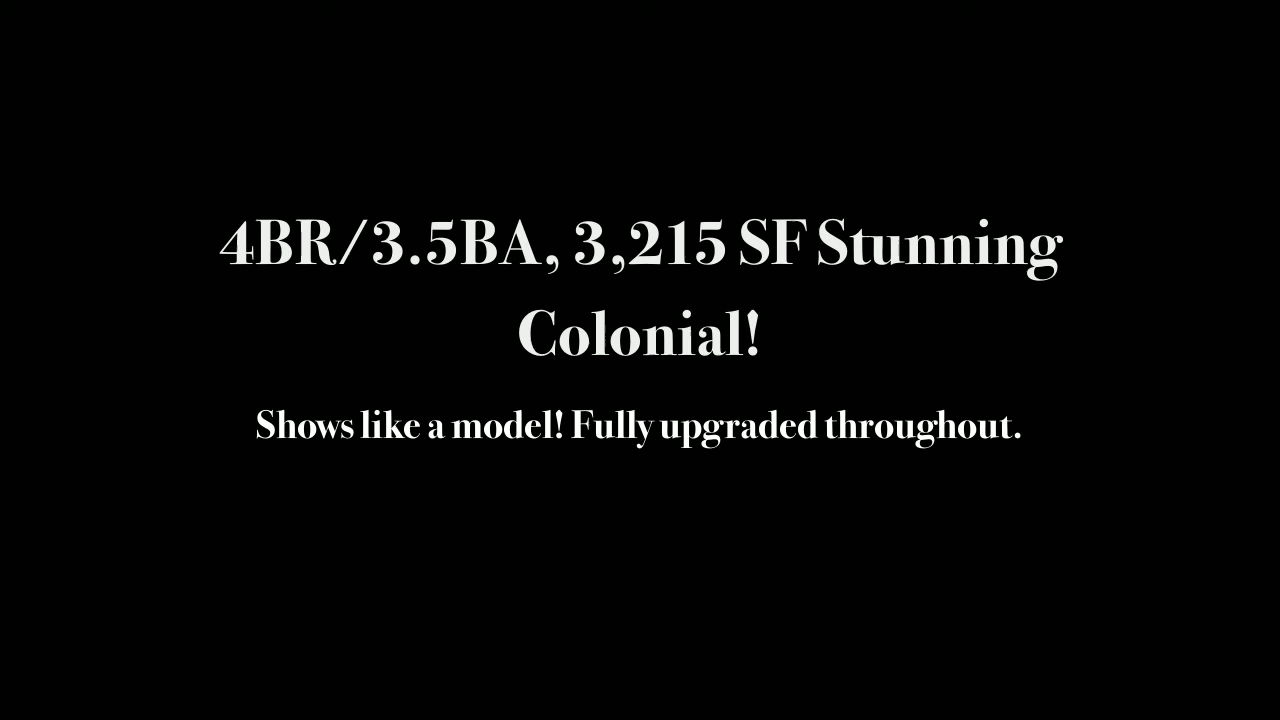 4BR/3.5BA, 3,215 SF Stunning
Colonial!
Shows like a model! Fully upgraded throughout.